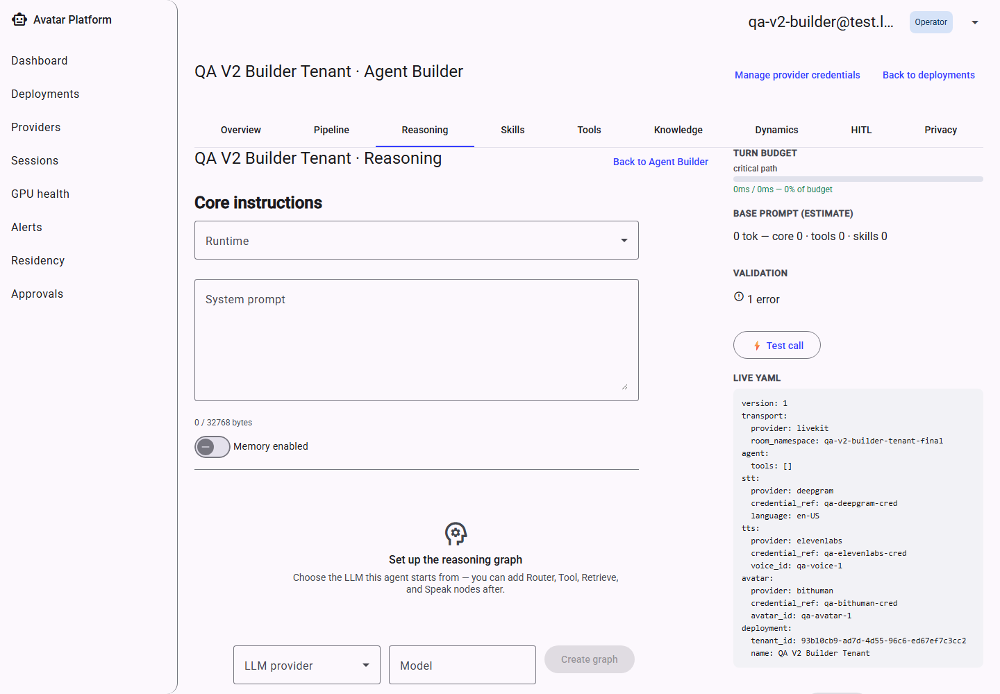 Avatar Platform
qa-v2-builder@test.l...
Operator
Dashboard
Deployments
Providers
Sessions
GPU health
Alerts
Residency
Approvals
QA V2 Builder Tenant · Agent Builder
Manage provider credentials
Back to deployments
Overview
Pipeline
Reasoning
Skills
Tools
Knowledge
Dynamics
HITL
Privacy
QA V2 Builder Tenant · Reasoning
Back to Agent Builder
Core instructions
Runtime
System prompt
0 / 32768 bytes
Memory enabled
Set up the reasoning graph
Choose the LLM this agent starts from — you can add Router, Tool, Retrieve,
and Speak nodes after.
LLM provider
Model
Create graph
TURN BUDGET
critical path
0ms / 0ms — 0% of budget
BASE PROMPT (ESTIMATE)
0 tok — core 0 · tools 0 · skills 0
VALIDATION
1 error
Test call
LIVE YAML
version: 1
transport:
  provider: livekit
  room_namespace: qa-v2-builder-tenant-final
agent:
  tools: []
stt:
  provider: deepgram
  credential_ref: qa-deepgram-cred
  language: en-US
tts:
  provider: elevenlabs
  credential_ref: qa-elevenlabs-cred
  voice_id: qa-voice-1
avatar:
  provider: bithuman
  credential_ref: qa-bithuman-cred
  avatar_id: qa-avatar-1
deployment:
  tenant_id: 93b10cb9-ad7d-4d55-96c6-ed67ef7c3cc2
  name: QA V2 Builder Tenant